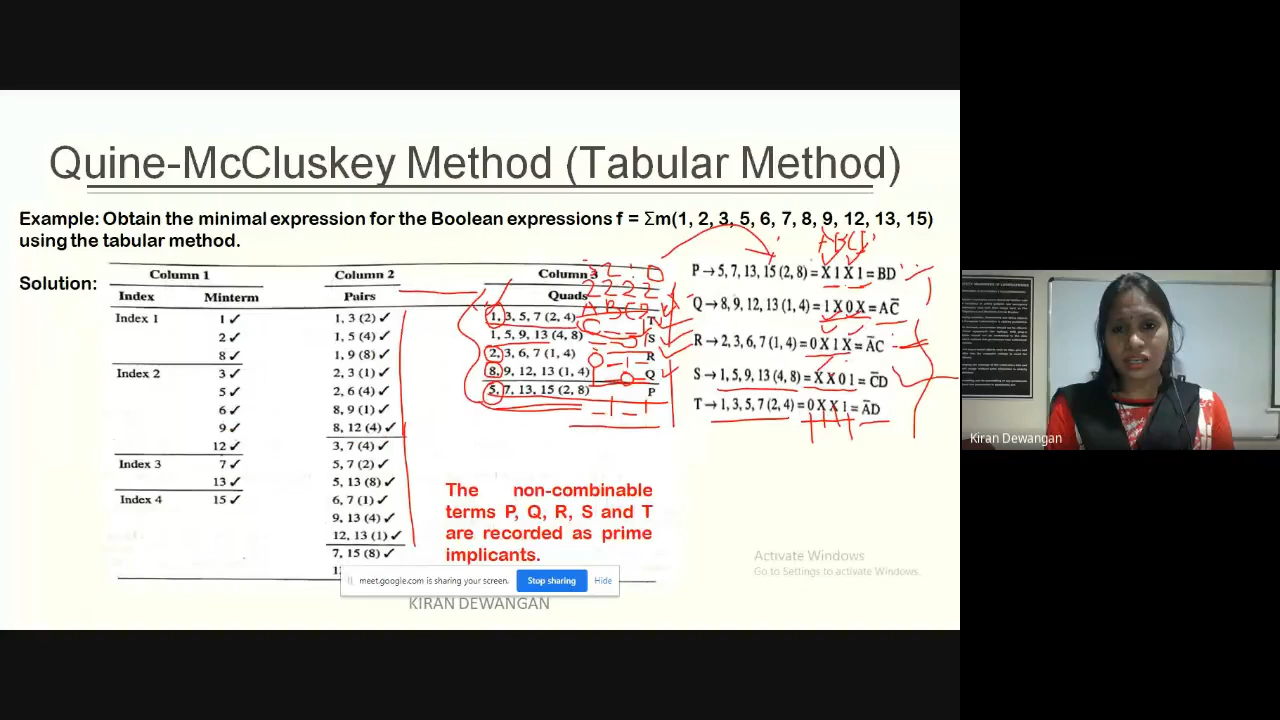 Quine-McCluskey Method (Tabular Method)
Example: Obtain the minimal expression for the Boolean expressions f = Σm(1, 2, 3, 5, 6, 7, 8, 9, 12, 13, 15)
using the tabular method.
Solution:
Column 1
Index Minterm
Index 1 1 ✓
2 ✓
8 ✓
Index 2 3 ✓
5 ✓
6 ✓
9 ✓
12 ✓
Index 3 7 ✓
13 ✓
Index 4 15 ✓
Column 2
Pairs
1, 3 (2) ✓
1, 5 (4) ✓
1, 9 (8) ✓
2, 3 (1) ✓
2, 6 (4) ✓
8, 9 (1) ✓
8, 12 (4) ✓
3, 7 (4) ✓
5, 7 (2) ✓
5, 13 (8) ✓
6, 7 (1) ✓
9, 13 (4) ✓
12, 13 (1) ✓
7, 15 (8) ✓
Column 3
Quads
1, 3, 5, 7 (2, 4) T
1, 5, 9, 13 (4, 8) S
2, 3, 6, 7 (1, 4) R
8, 9, 12, 13 (1, 4) Q
5, 7, 13, 15 (2, 8) P
3 2 1 0
2 2 2 2
A B C D
P → 5, 7, 13, 15 (2, 8) = X 1 X 1 = BD
Q → 8, 9, 12, 13 (1, 4) = 1 X 0 X = AC̅
R → 2, 3, 6, 7 (1, 4) = 0 X 1 X = A̅C
S → 1, 5, 9, 13 (4, 8) = X X 0 1 = C̅D
T → 1, 3, 5, 7 (2, 4) = 0 X X 1 = A̅D
The non-combinable
terms P, Q, R, S and T
are recorded as prime
implicants.
Activate Windows
Go to Settings to activate Windows.
meet.google.com is sharing your screen. Stop sharing Hide
KIRAN DEWANGAN
Kiran Dewangan